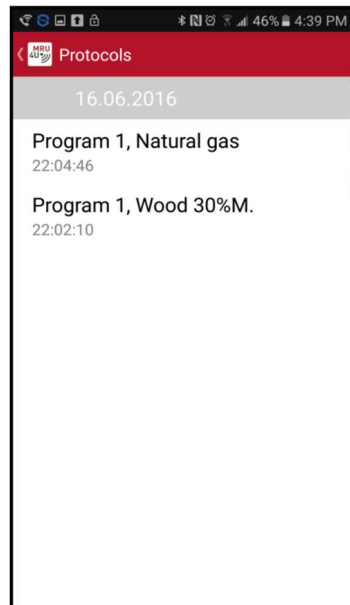 46% 4:39 PM
MRU
4U
Protocols
16.06.2016
Program 1, Natural gas
22:04:46
Program 1, Wood 30%M.
22:02:10